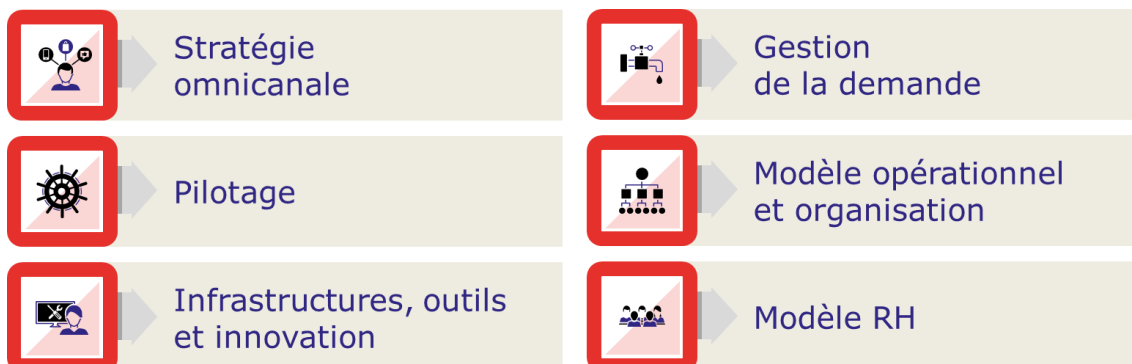 Stratégie
omnicanale
Gestion
de la demande
Pilotage
Modèle opérationnel
et organisation
Infrastructures, outils
et innovation
Modèle RH